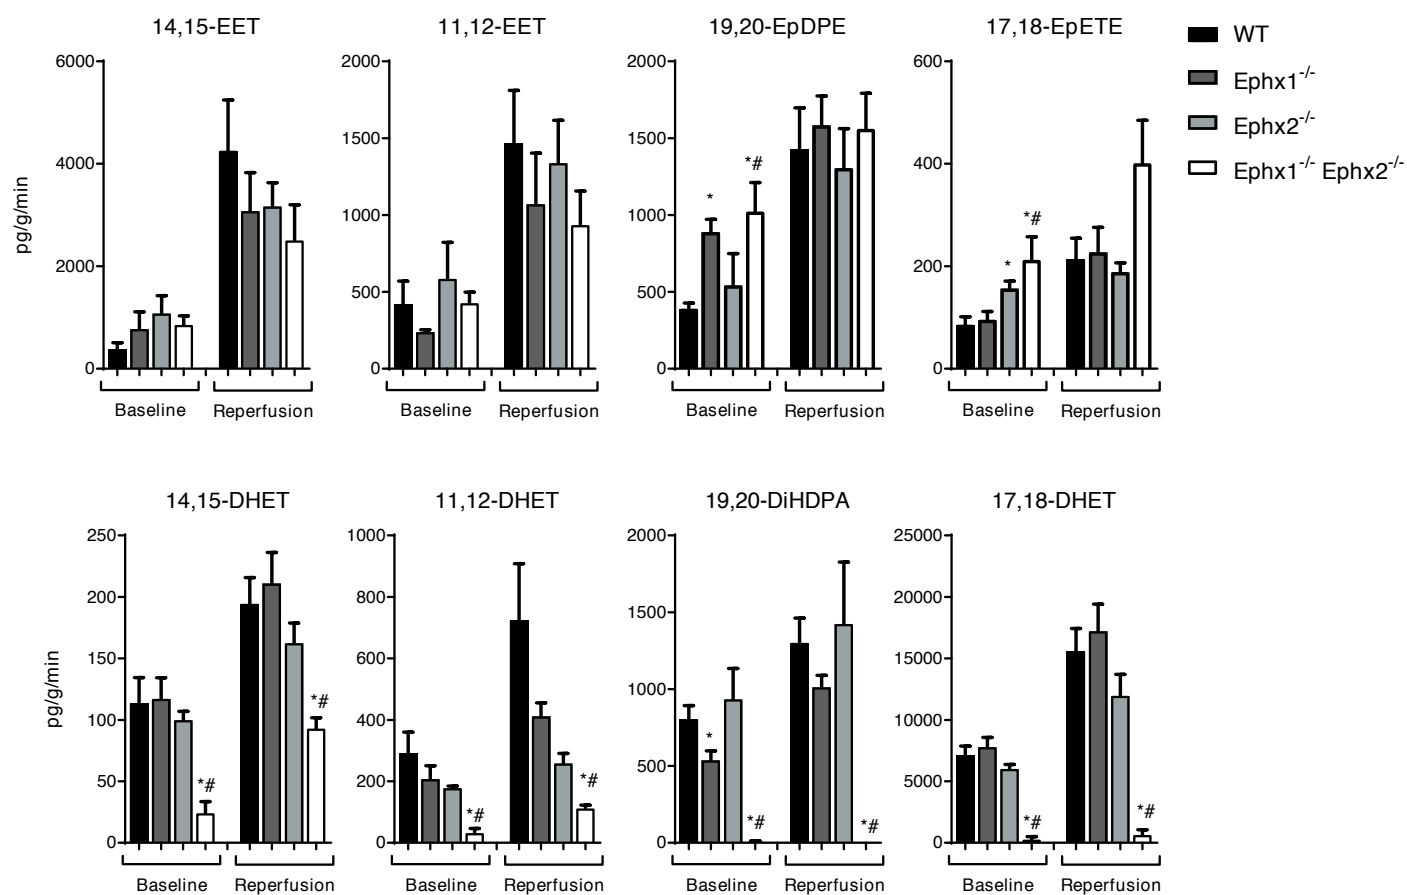 14,15-EET
11,12-EET
19,20-EpDPE
17,18-EpETE
WT
Ephx1-/-
Ephx2-/-
Ephx1-/- Ephx2-/-
pg/g/min
6000
4000
2000
0
Baseline
Reperfusion
2000
1500
1000
500
0
Baseline
Reperfusion
2000
1500
1000
500
0
*
*#
Baseline
Reperfusion
600
400
200
0
*
*#
Baseline
Reperfusion
14,15-DHET
11,12-DHET
19,20-DiHDPA
17,18-DHET
pg/g/min
250
200
150
100
50
0
*#
*#
Baseline
Reperfusion
1000
800
600
400
200
0
*#
*#
Baseline
Reperfusion
2000
1500
1000
500
0
*
*#
*#
Baseline
Reperfusion
25000
20000
15000
10000
5000
0
*#
*#
Baseline
Reperfusion